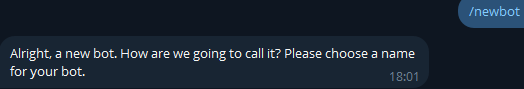 /newbot
Alright, a new bot. How are we going to call it? Please choose a name
for your bot.
18:01